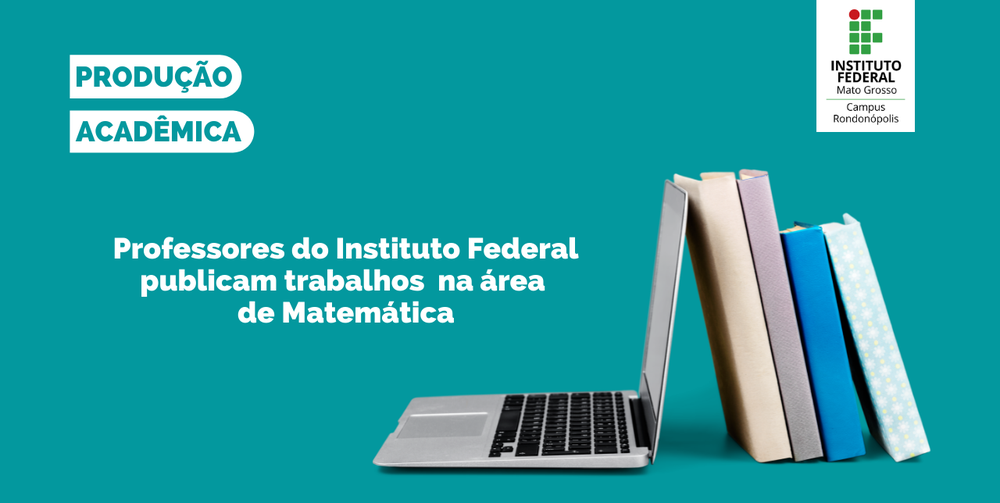 PRODUÇÃO
ACADÊMICA
INSTITUTO
FEDERAL
Mato Grosso
Campus
Rondonópolis
Professores do Instituto Federal
publicam trabalhos na área
de Matemática